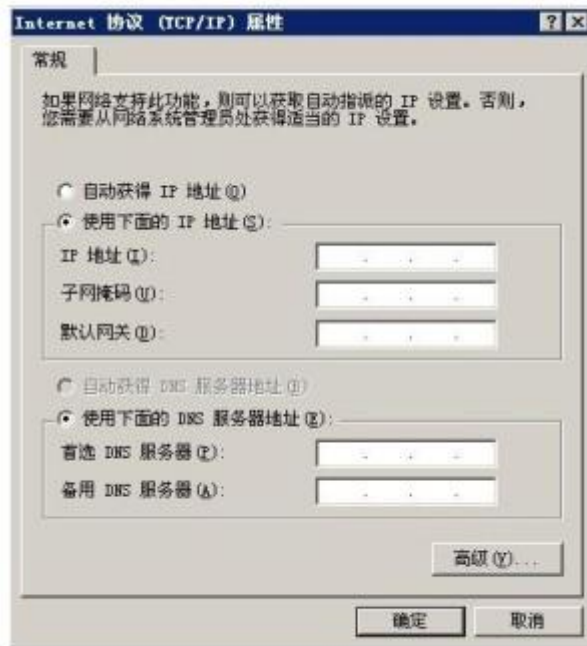 Internet 协议 (TCP/IP) 属性
常规
如果网络支持此功能，则可以获取自动指派的 IP 设置。否则，
您需要从网络系统管理员处获得适当的 IP 设置。
自动获得 IP 地址(O)
使用下面的 IP 地址(S):
IP 地址(I):
子网掩码(U):
默认网关(D):
自动获得 DNS 服务器地址(B)
使用下面的 DNS 服务器地址(E):
首选 DNS 服务器(P):
备用 DNS 服务器(A):
高级(V)...
确定
取消